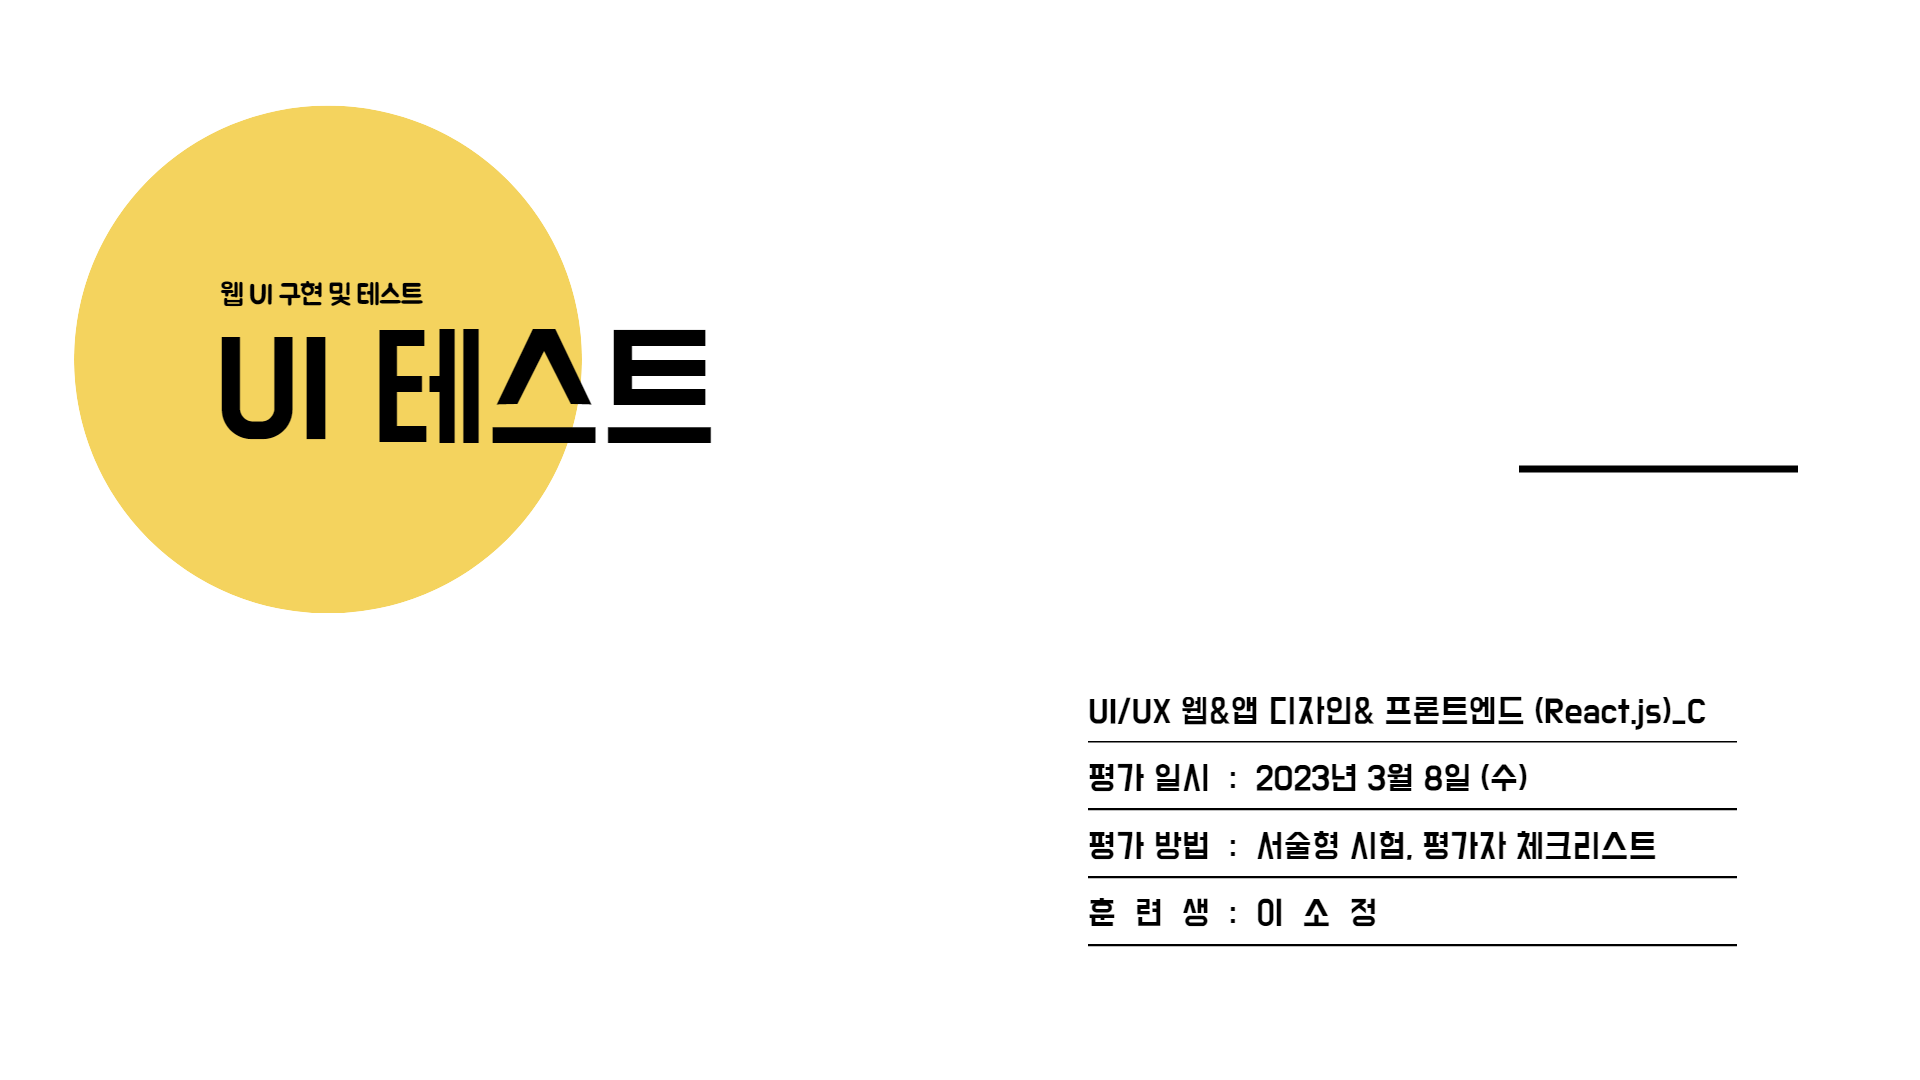 웹 UI 구현 및 테스트
UI 테스트
UI/UX 웹&앱 디자인& 프론트엔드 (React.js)_C
평가 일시 : 2023년 3월 8일 (수)
평가 방법 : 서술형 시험, 평가자 체크리스트
훈 련 생 : 이 소 정